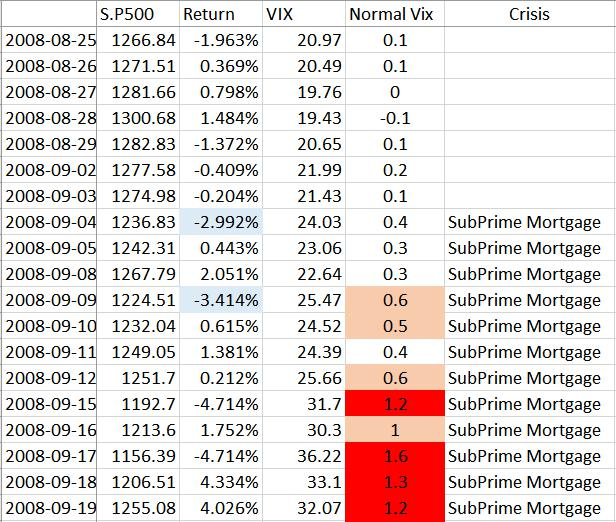 S.P500 Return VIX Normal Vix Crisis
2008-08-25 1266.84 -1.963% 20.97 0.1
2008-08-26 1271.51 0.369% 20.49 0.1
2008-08-27 1281.66 0.798% 19.76 0
2008-08-28 1300.68 1.484% 19.43 -0.1
2008-08-29 1282.83 -1.372% 20.65 0.1
2008-09-02 1277.58 -0.409% 21.99 0.2
2008-09-03 1274.98 -0.204% 21.43 0.1
2008-09-04 1236.83 -2.992% 24.03 0.4 SubPrime Mortgage
2008-09-05 1242.31 0.443% 23.06 0.3 SubPrime Mortgage
2008-09-08 1267.79 2.051% 22.64 0.3 SubPrime Mortgage
2008-09-09 1224.51 -3.414% 25.47 0.6 SubPrime Mortgage
2008-09-10 1232.04 0.615% 24.52 0.5 SubPrime Mortgage
2008-09-11 1249.05 1.381% 24.39 0.4 SubPrime Mortgage
2008-09-12 1251.7 0.212% 25.66 0.6 SubPrime Mortgage
2008-09-15 1192.7 -4.714% 31.7 1.2 SubPrime Mortgage
2008-09-16 1213.6 1.752% 30.3 1 SubPrime Mortgage
2008-09-17 1156.39 -4.714% 36.22 1.6 SubPrime Mortgage
2008-09-18 1206.51 4.334% 33.1 1.3 SubPrime Mortgage
2008-09-19 1255.08 4.026% 32.07 1.2 SubPrime Mortgage